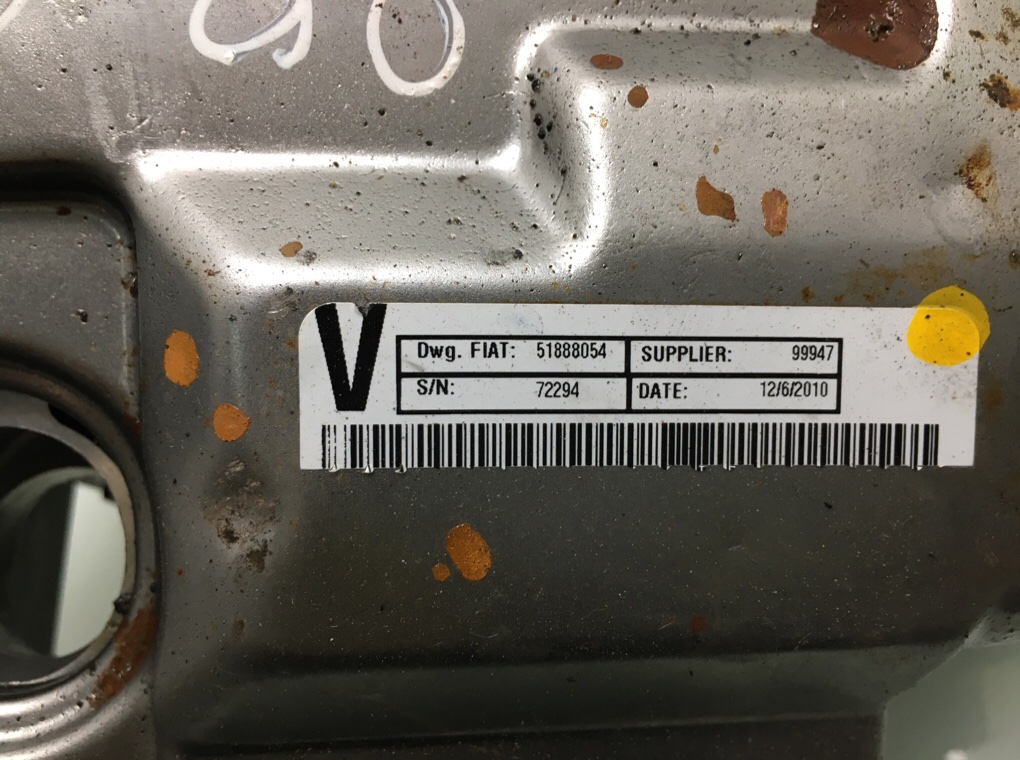 V
Dwg. FIAT: 51888054 SUPPLIER: 99947
S/N: 72294 DATE: 12/6/2010